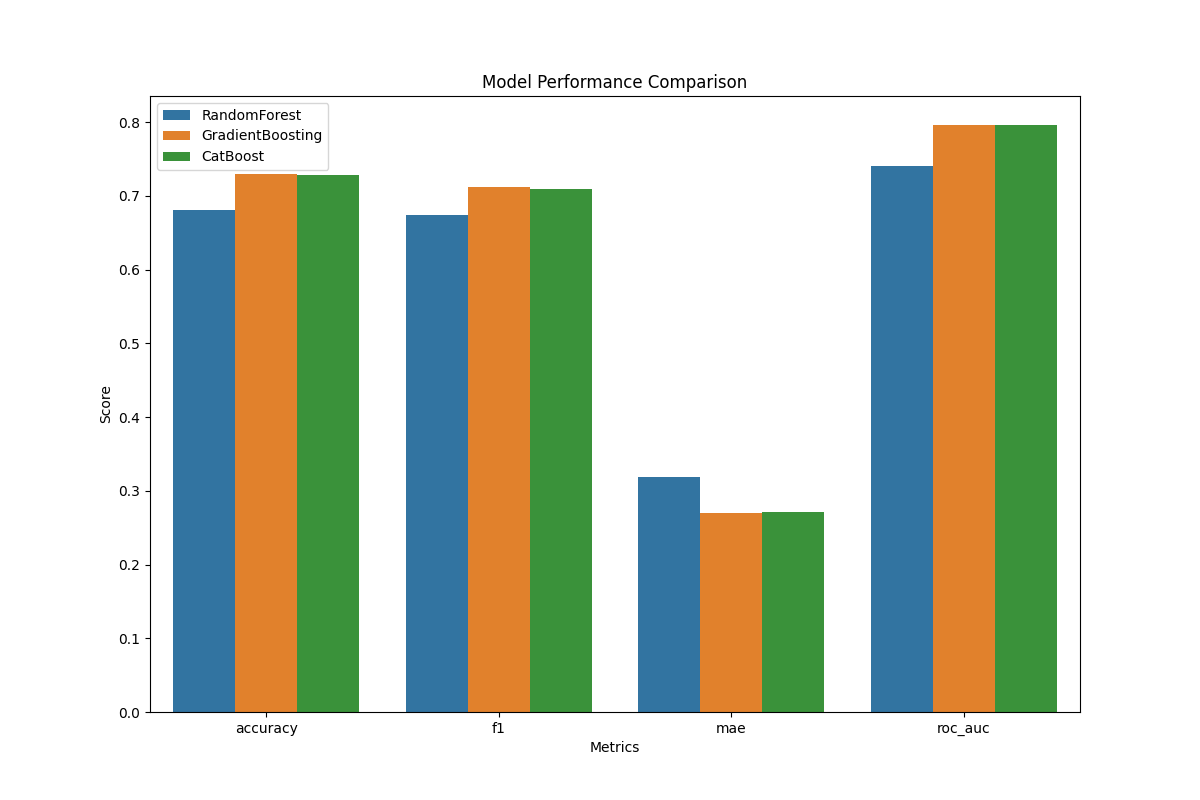 Model Performance Comparison
RandomForest
GradientBoosting
CatBoost
0.8
0.7
0.6
0.5
0.4
0.3
0.2
0.1
0.0
Score
accuracy f1 mae roc_auc
Metrics